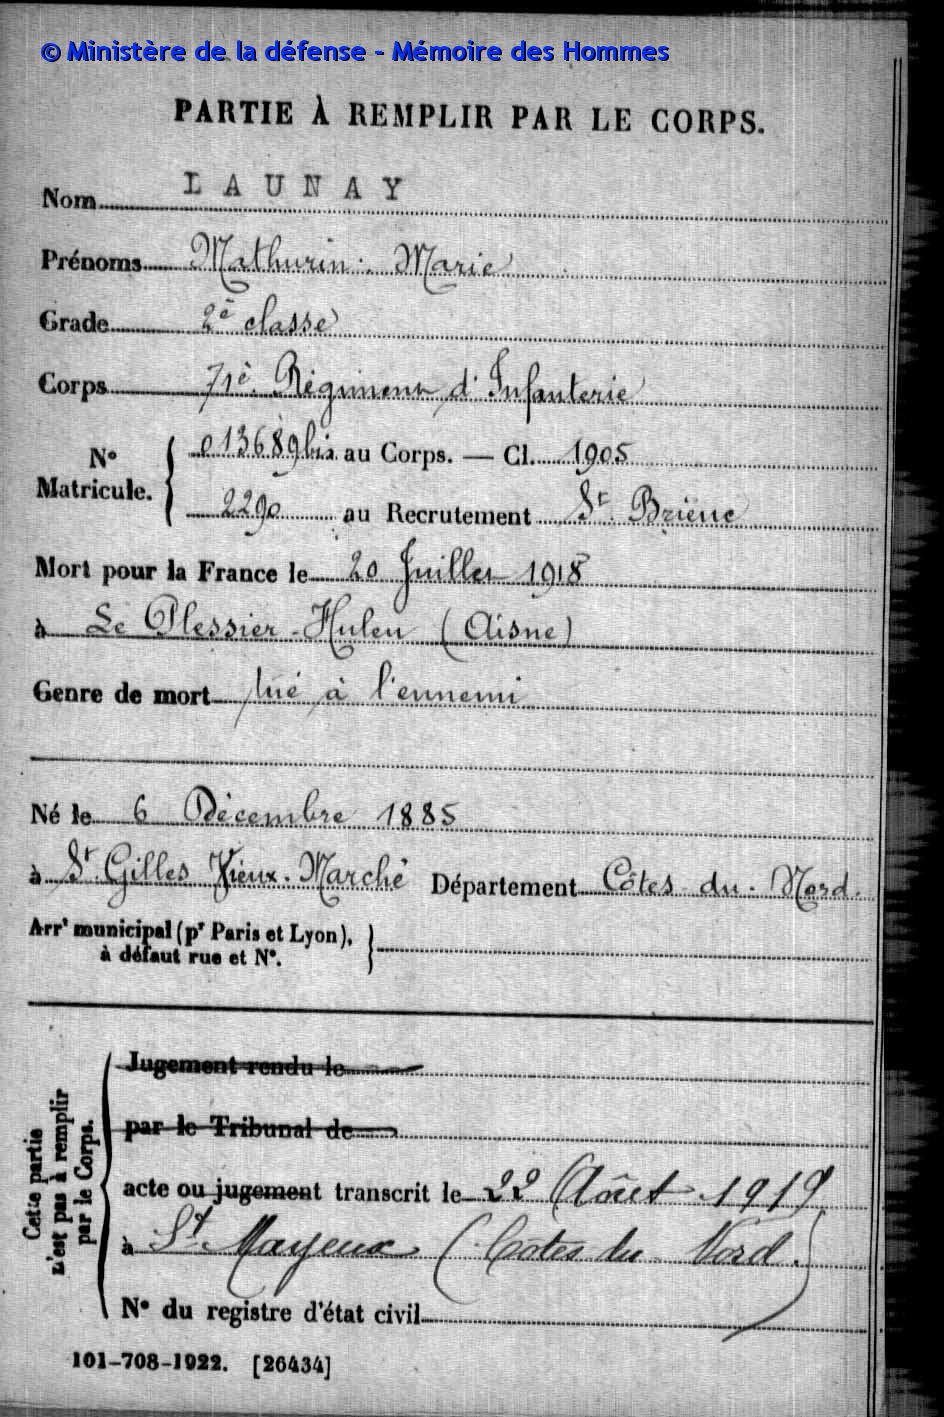 © Ministère de la défense - Mémoire des Hommes
PARTIE À REMPLIR PAR LE CORPS.
Nom LAUNAY
Prénoms Mathurin. Marie
Grade 2e classe
Corps 71e Régiment d'Infanterie
N° Matricule. 013689bis au Corps. — Cl. 1905
2290 au Recrutement St Brieuc
Mort pour la France le 20 Juillet 1918
à Le Plessier-Huleu (Aisne)
Genre de mort tué à l'ennemi
Né le 6 Décembre 1885
à St Gilles Vieux-Marché Département Côtes-du-Nord.
Arrt municipal (pr Paris et Lyon),
à défaut rue et N°.
Cette partie
n'est pas à remplir
par le Corps.
Jugement rendu le
par le Tribunal de
acte ou jugement transcrit le 22 Août 1919
à St Mayeux (Côtes du Nord.)
N° du registre d'état civil
101-708-1922. [26434]